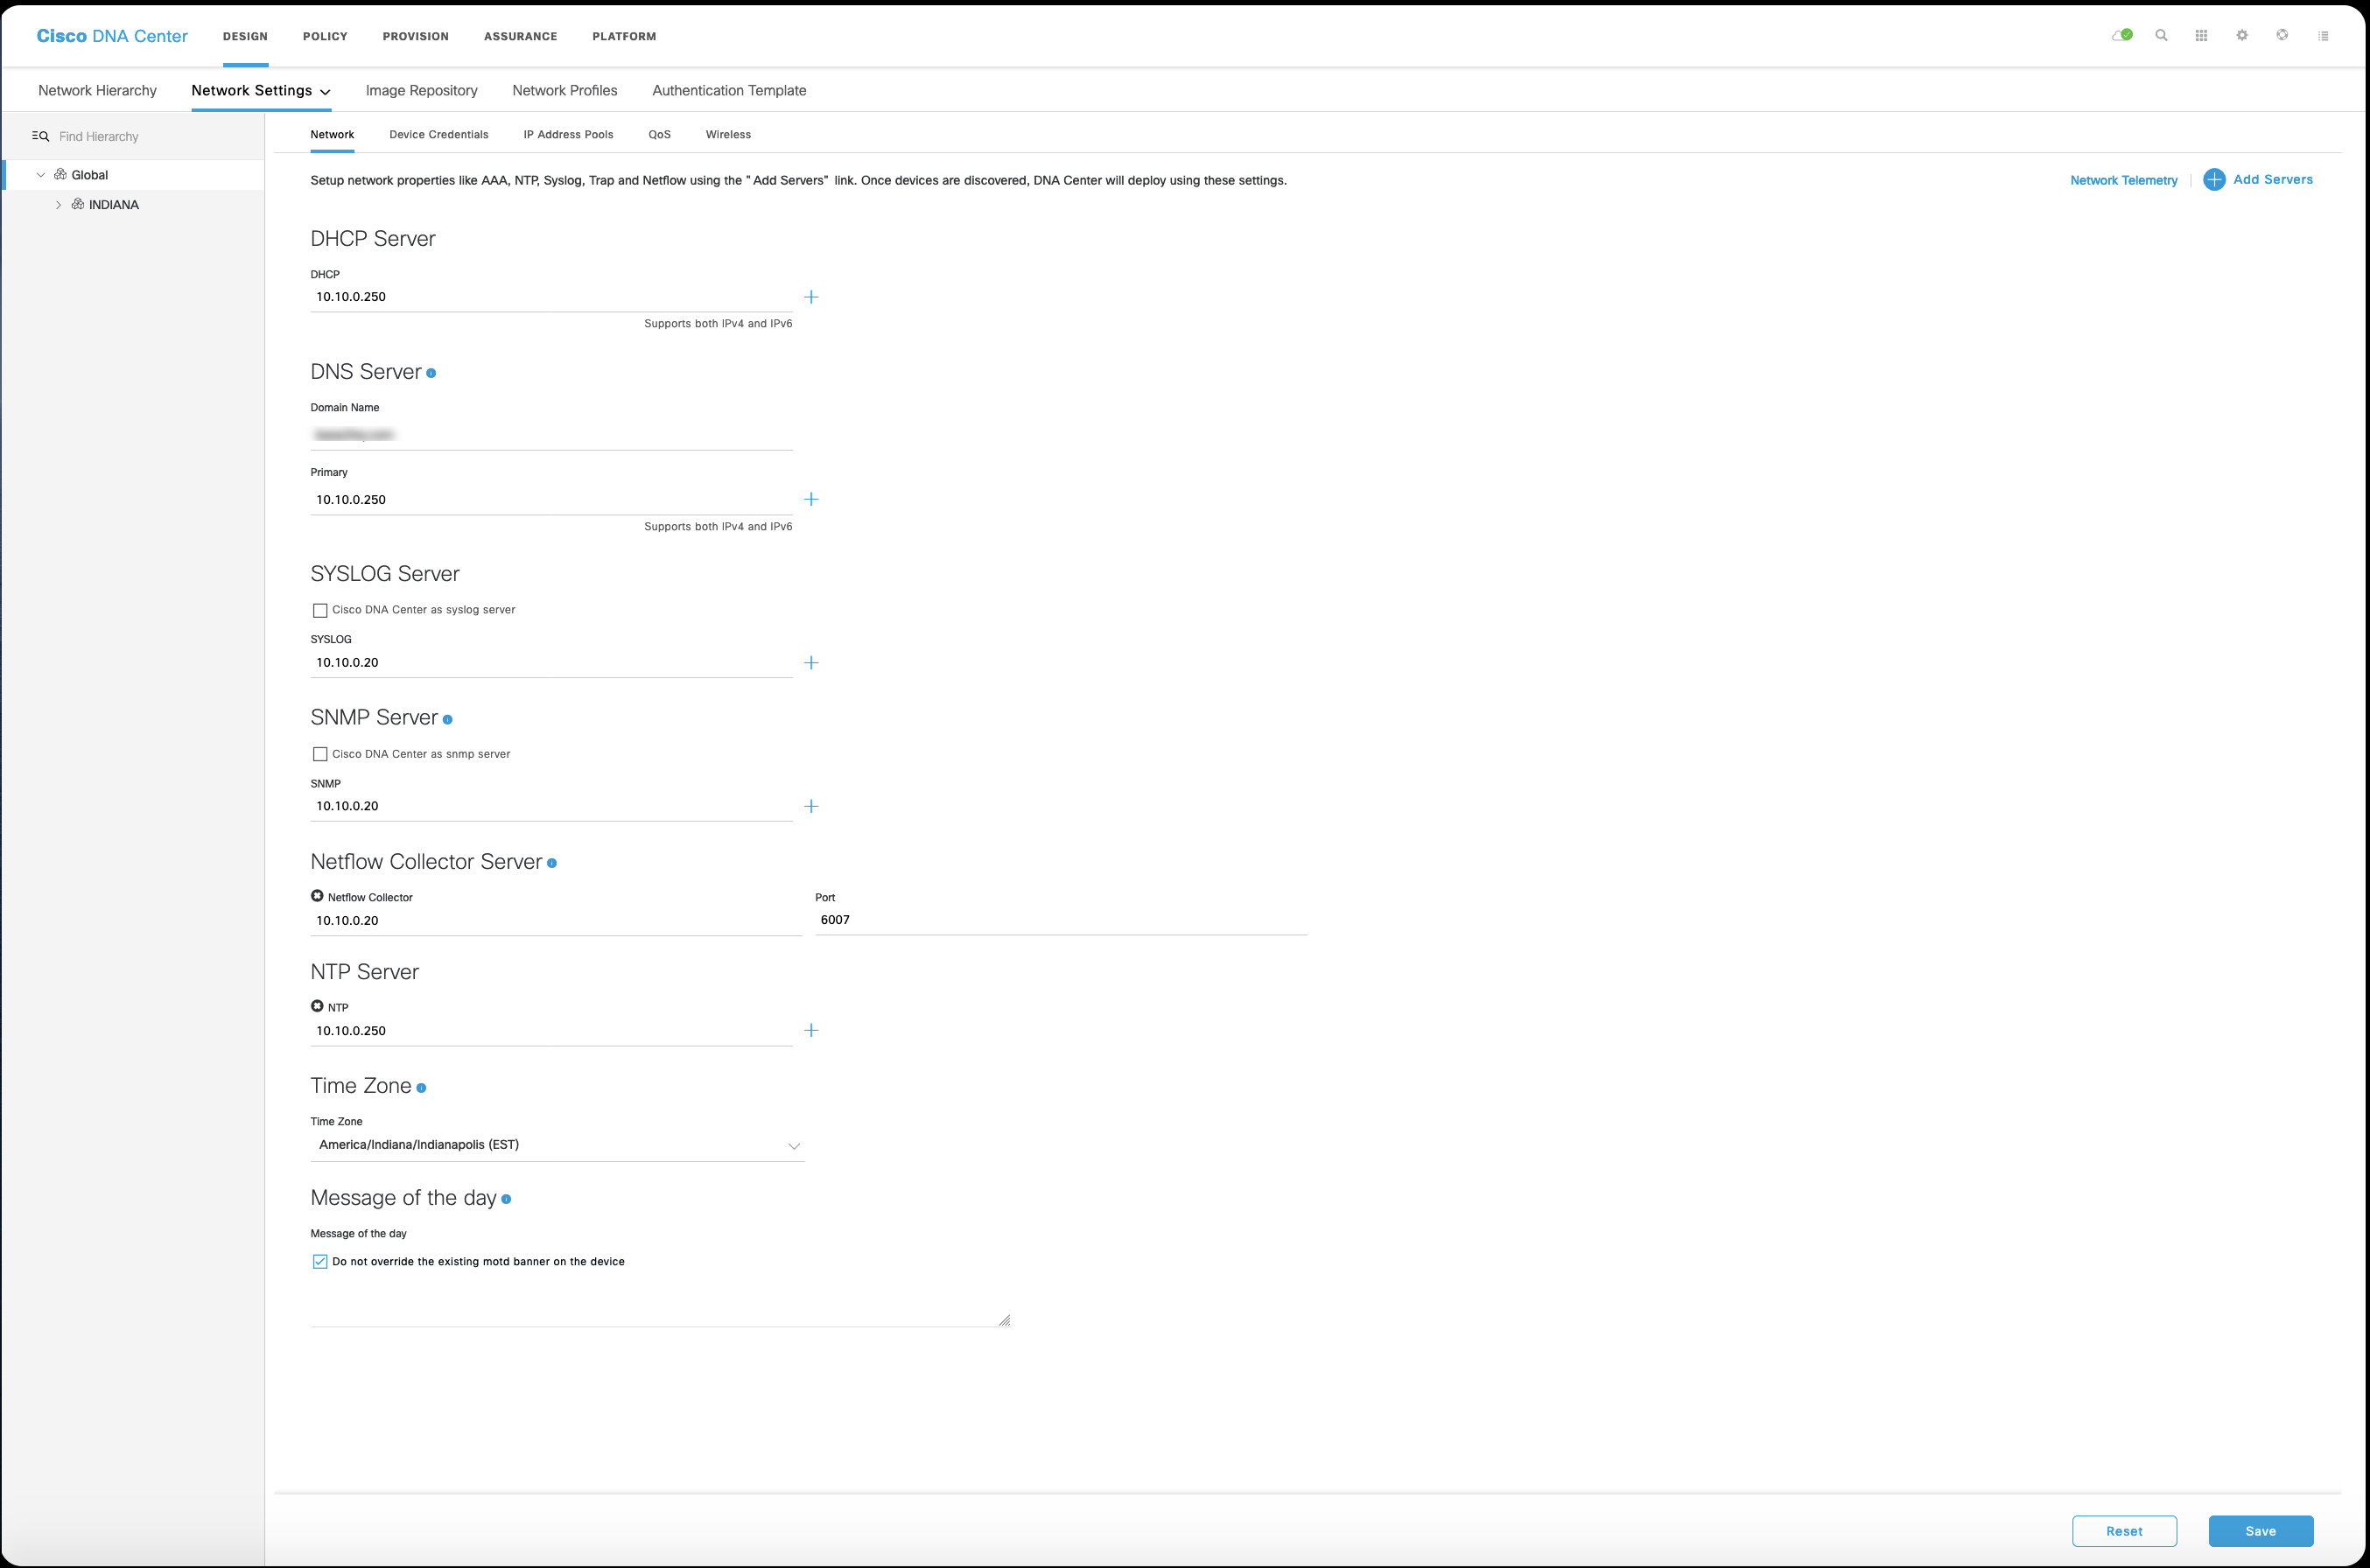 Cisco DNA Center DESIGN POLICY PROVISION ASSURANCE PLATFORM
Network Hierarchy Network Settings Image Repository Network Profiles Authentication Template
Find Hierarchy
Global
INDIANA
Network Device Credentials IP Address Pools QoS Wireless
Setup network properties like AAA, NTP, Syslog, Trap and Netflow using the " Add Servers" link. Once devices are discovered, DNA Center will deploy using these settings.
Network Telemetry | Add Servers
DHCP Server
DHCP
10.10.0.250
Supports both IPv4 and IPv6
DNS Server
Domain Name
Primary
10.10.0.250
Supports both IPv4 and IPv6
SYSLOG Server
Cisco DNA Center as syslog server
SYSLOG
10.10.0.20
SNMP Server
Cisco DNA Center as snmp server
SNMP
10.10.0.20
Netflow Collector Server
Netflow Collector Port
10.10.0.20 6007
NTP Server
NTP
10.10.0.250
Time Zone
Time Zone
America/Indiana/Indianapolis (EST)
Message of the day
Message of the day
Do not override the existing motd banner on the device
Reset Save